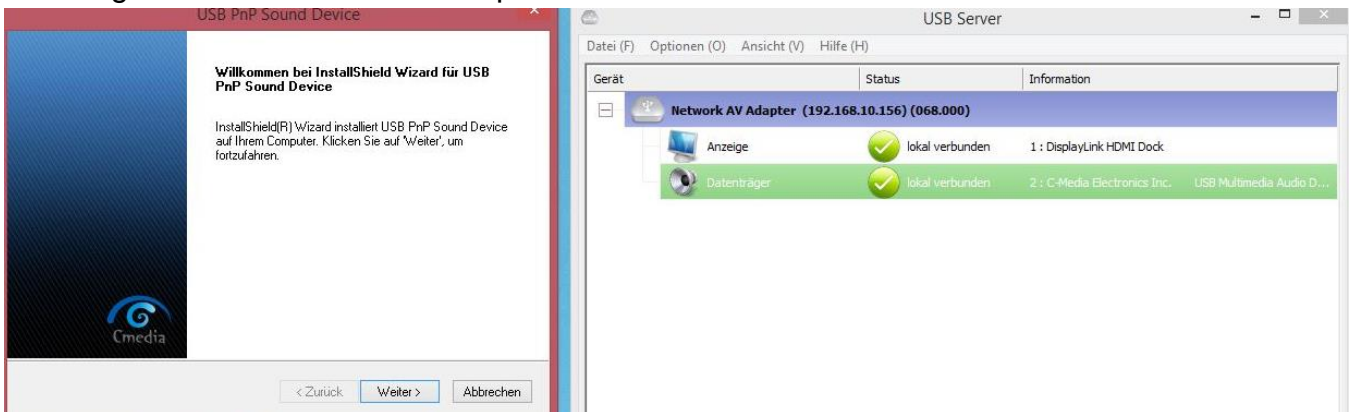 USB PnP Sound Device
Willkommen bei InstallShield Wizard für USB
PnP Sound Device
InstallShield(R) Wizard installiert USB PnP Sound Device
auf Ihrem Computer. Klicken Sie auf 'Weiter', um
fortzufahren.
Cmedia
< Zurück Weiter > Abbrechen
USB Server
Datei (F) Optionen (O) Ansicht (V) Hilfe (H)
Gerät Status Information
Network AV Adapter (192.168.10.156) (068.000)
Anzeige lokal verbunden 1 : DisplayLink HDMI Dock
Datenträger lokal verbunden 2 : C-Media Electronics Inc. USB Multimedia Audio D...